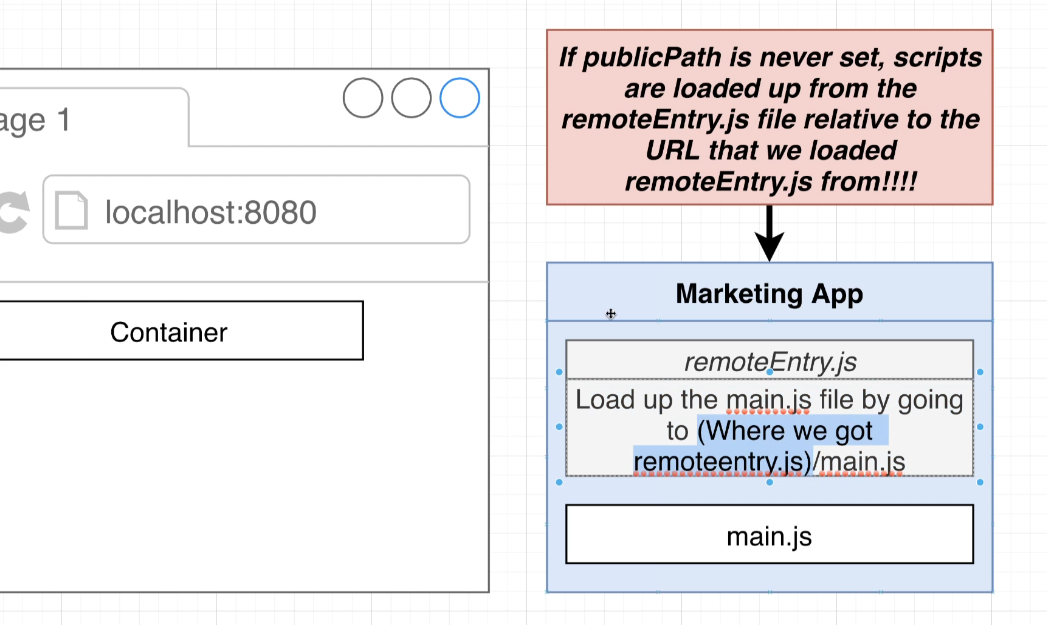 age 1
localhost:8080
Container
If publicPath is never set, scripts
are loaded up from the
remoteEntry.js file relative to the
URL that we loaded
remoteEntry.js from!!!!
Marketing App
remoteEntry.js
Load up the main.js file by going
to (Where we got
remoteentry.js)/main.js
main.js